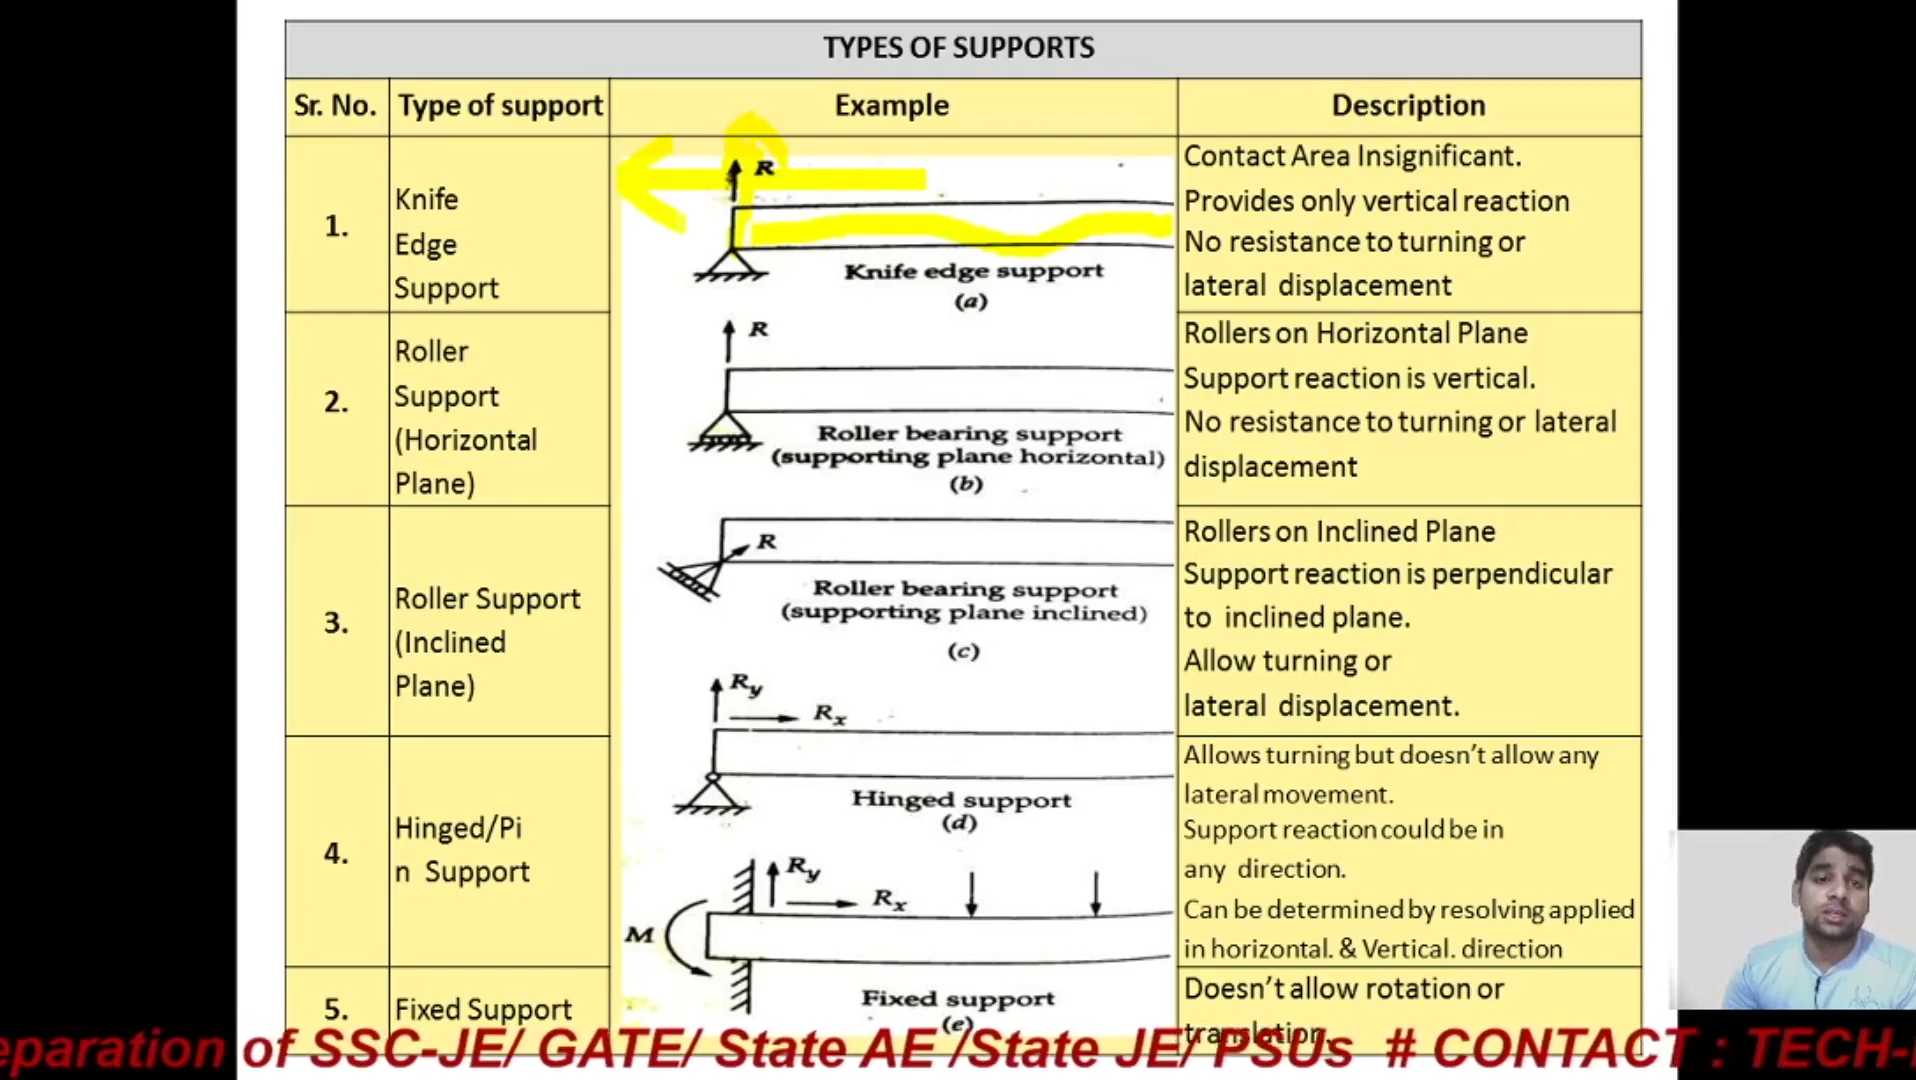 TYPES OF SUPPORTS
Sr. No.
Type of support
Example
Description
1.
Knife
Edge
Support
R
Knife edge support
(a)
Contact Area Insignificant.
Provides only vertical reaction
No resistance to turning or
lateral displacement
2.
Roller
Support
(Horizontal
Plane)
R
Roller bearing support
(supporting plane horizontal)
(b)
Rollers on Horizontal Plane
Support reaction is vertical.
No resistance to turning or lateral
displacement
3.
Roller Support
(Inclined
Plane)
R
Roller bearing support
(supporting plane inclined)
(c)
Rollers on Inclined Plane
Support reaction is perpendicular
to inclined plane.
Allow turning or
lateral displacement.
4.
Hinged/Pi
n Support
Ry
Rx
Hinged support
(d)
Allows turning but doesn't allow any
lateral movement.
Support reaction could be in
any direction.
Can be determined by resolving applied
in horizontal. & Vertical. direction
5.
Fixed Support
Ry
Rx
M
Fixed support
(e)
Doesn't allow rotation or
translation.
eparation of SSC-JE/ GATE/ State AE /State JE/ PSUs # CONTACT : TECH-